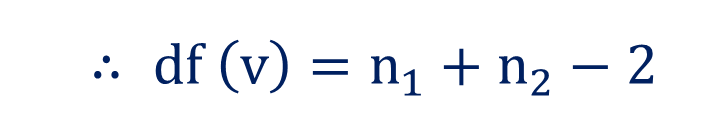 ∴ df (v) = n₁ + n₂ − 2